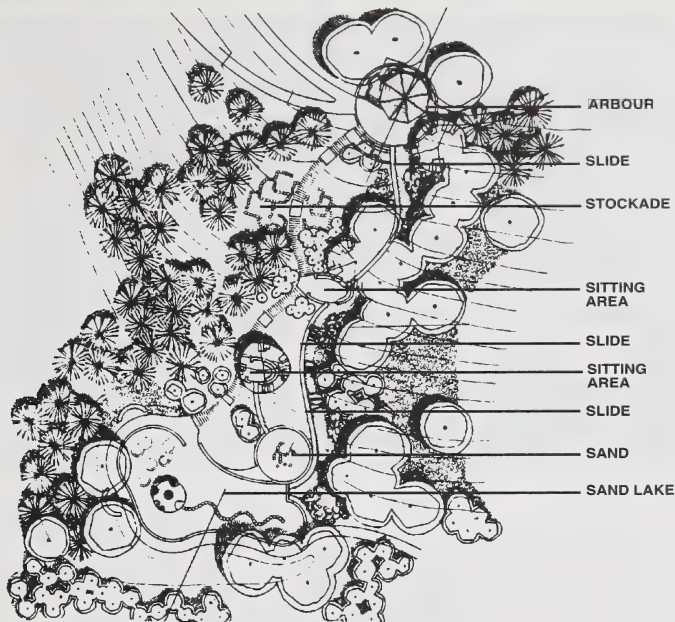 ARBOUR
SLIDE
STOCKADE
SITTING
AREA
SLIDE
SITTING
AREA
SLIDE
SAND
SAND LAKE